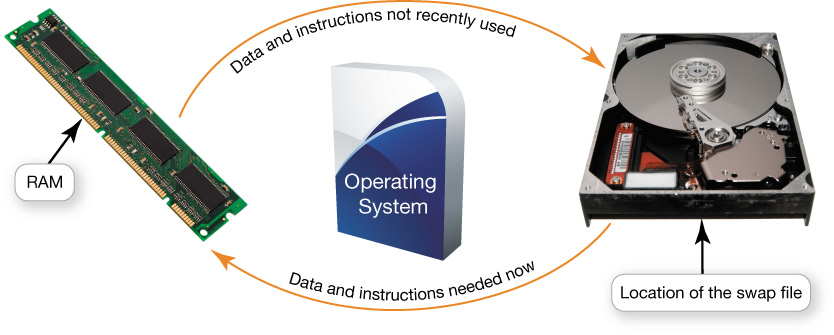 Data and instructions not recently used
RAM
Operating
System
Data and instructions needed now
Location of the swap file